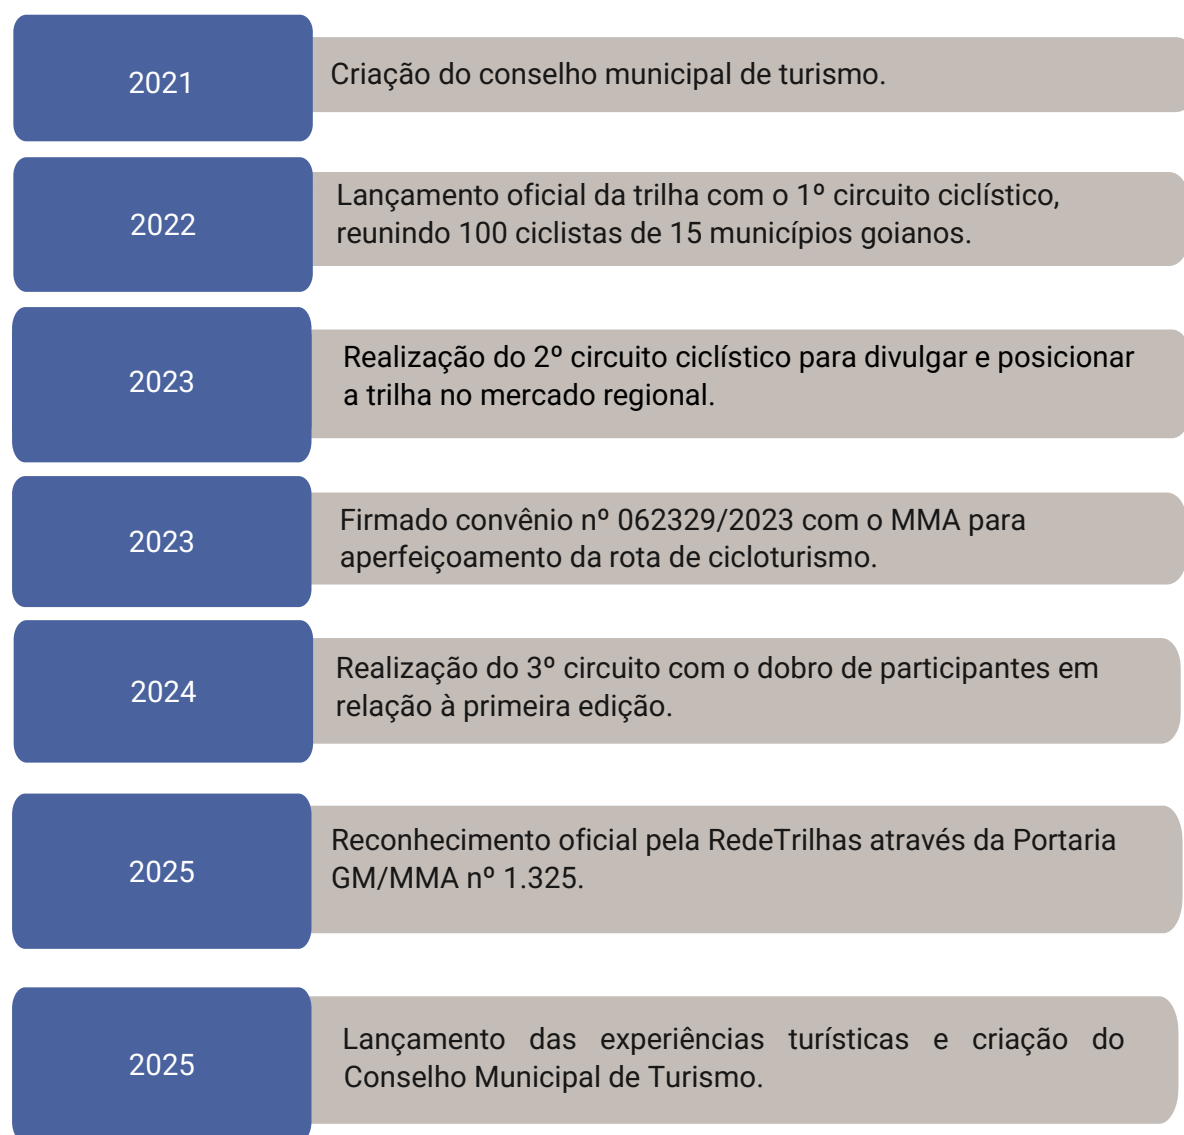 2021
Criação do conselho municipal de turismo.
2022
Lançamento oficial da trilha com o 1º circuito ciclístico,
reunindo 100 ciclistas de 15 municípios goianos.
2023
Realização do 2º circuito ciclístico para divulgar e posicionar
a trilha no mercado regional.
2023
Firmado convênio nº 062329/2023 com o MMA para
aperfeiçoamento da rota de cicloturismo.
2024
Realização do 3º circuito com o dobro de participantes em
relação à primeira edição.
2025
Reconhecimento oficial pela RedeTrilhas através da Portaria
GM/MMA nº 1.325.
2025
Lançamento das experiências turísticas e criação do
Conselho Municipal de Turismo.